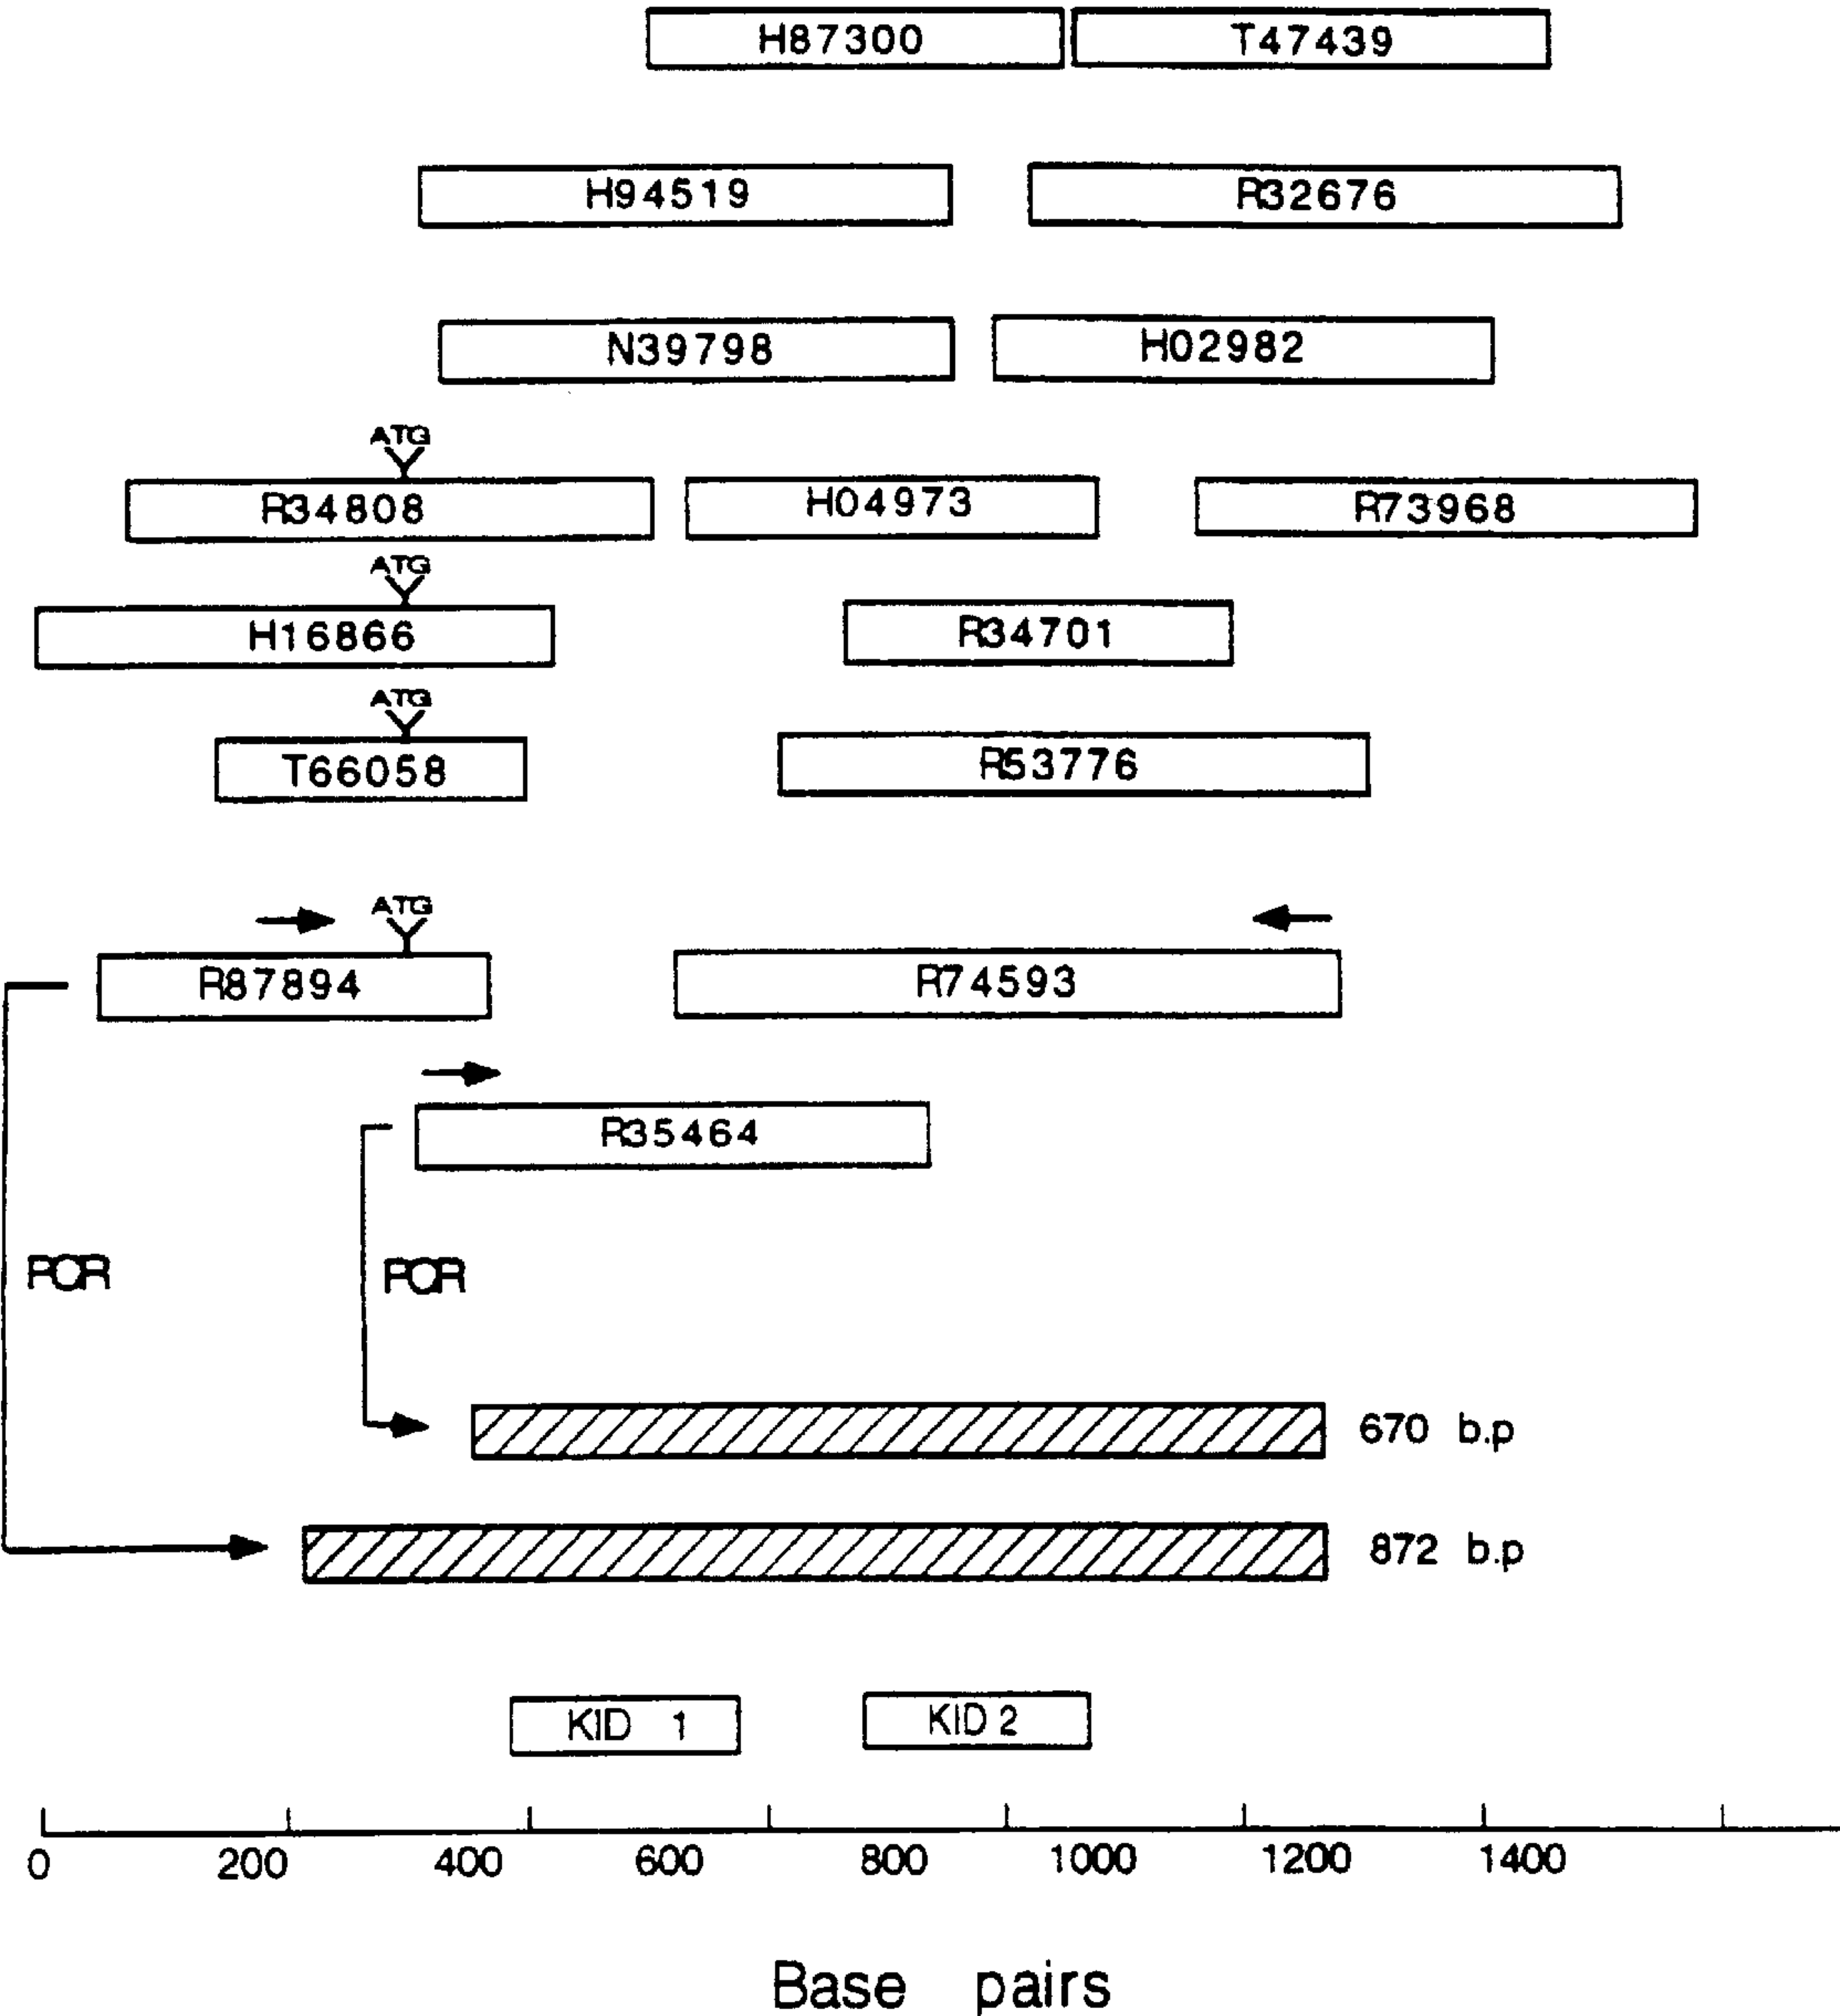 H87300 T47439
H94519 R32676
N39798 H02982
ATG
R34808 H04973 R73968
ATG
H16866 R34701
ATG
T66058 R53776
ATG
R87894 R74593
R35464
PCR PCR
670 b.p
872 b.p
KID 1 KID 2
0 200 400 600 800 1000 1200 1400
Base pairs